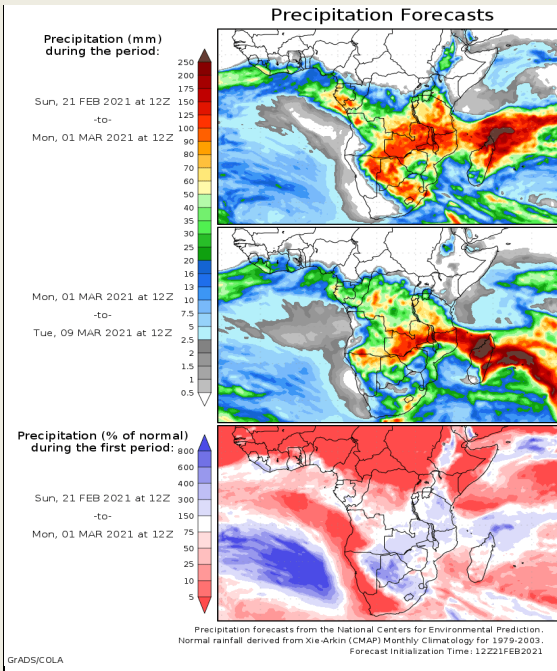 Precipitation Forecasts
Precipitation (mm)
during the period:
Sun, 21 FEB 2021 at 12Z
-to-
Mon, 01 MAR 2021 at 12Z
250
200
175
150
125
100
90
80
70
60
50
40
35
30
25
20
16
13
10
7.5
5
2.5
2
1.5
1
0.5
Mon, 01 MAR 2021 at 12Z
-to-
Tue, 09 MAR 2021 at 12Z
Precipitation (% of normal)
during the first period:
Sun, 21 FEB 2021 at 12Z
-to-
Mon, 01 MAR 2021 at 12Z
800
600
400
300
150
75
50
25
10
5
Precipitation forecasts from the National Centers for Environmental Prediction.
Normal rainfall derived from Xie-Arkin (CMAP) Monthly Climatology for 1979-2003.
Forecast Initialization Time: 12Z21FEB2021
GrADS/COLA